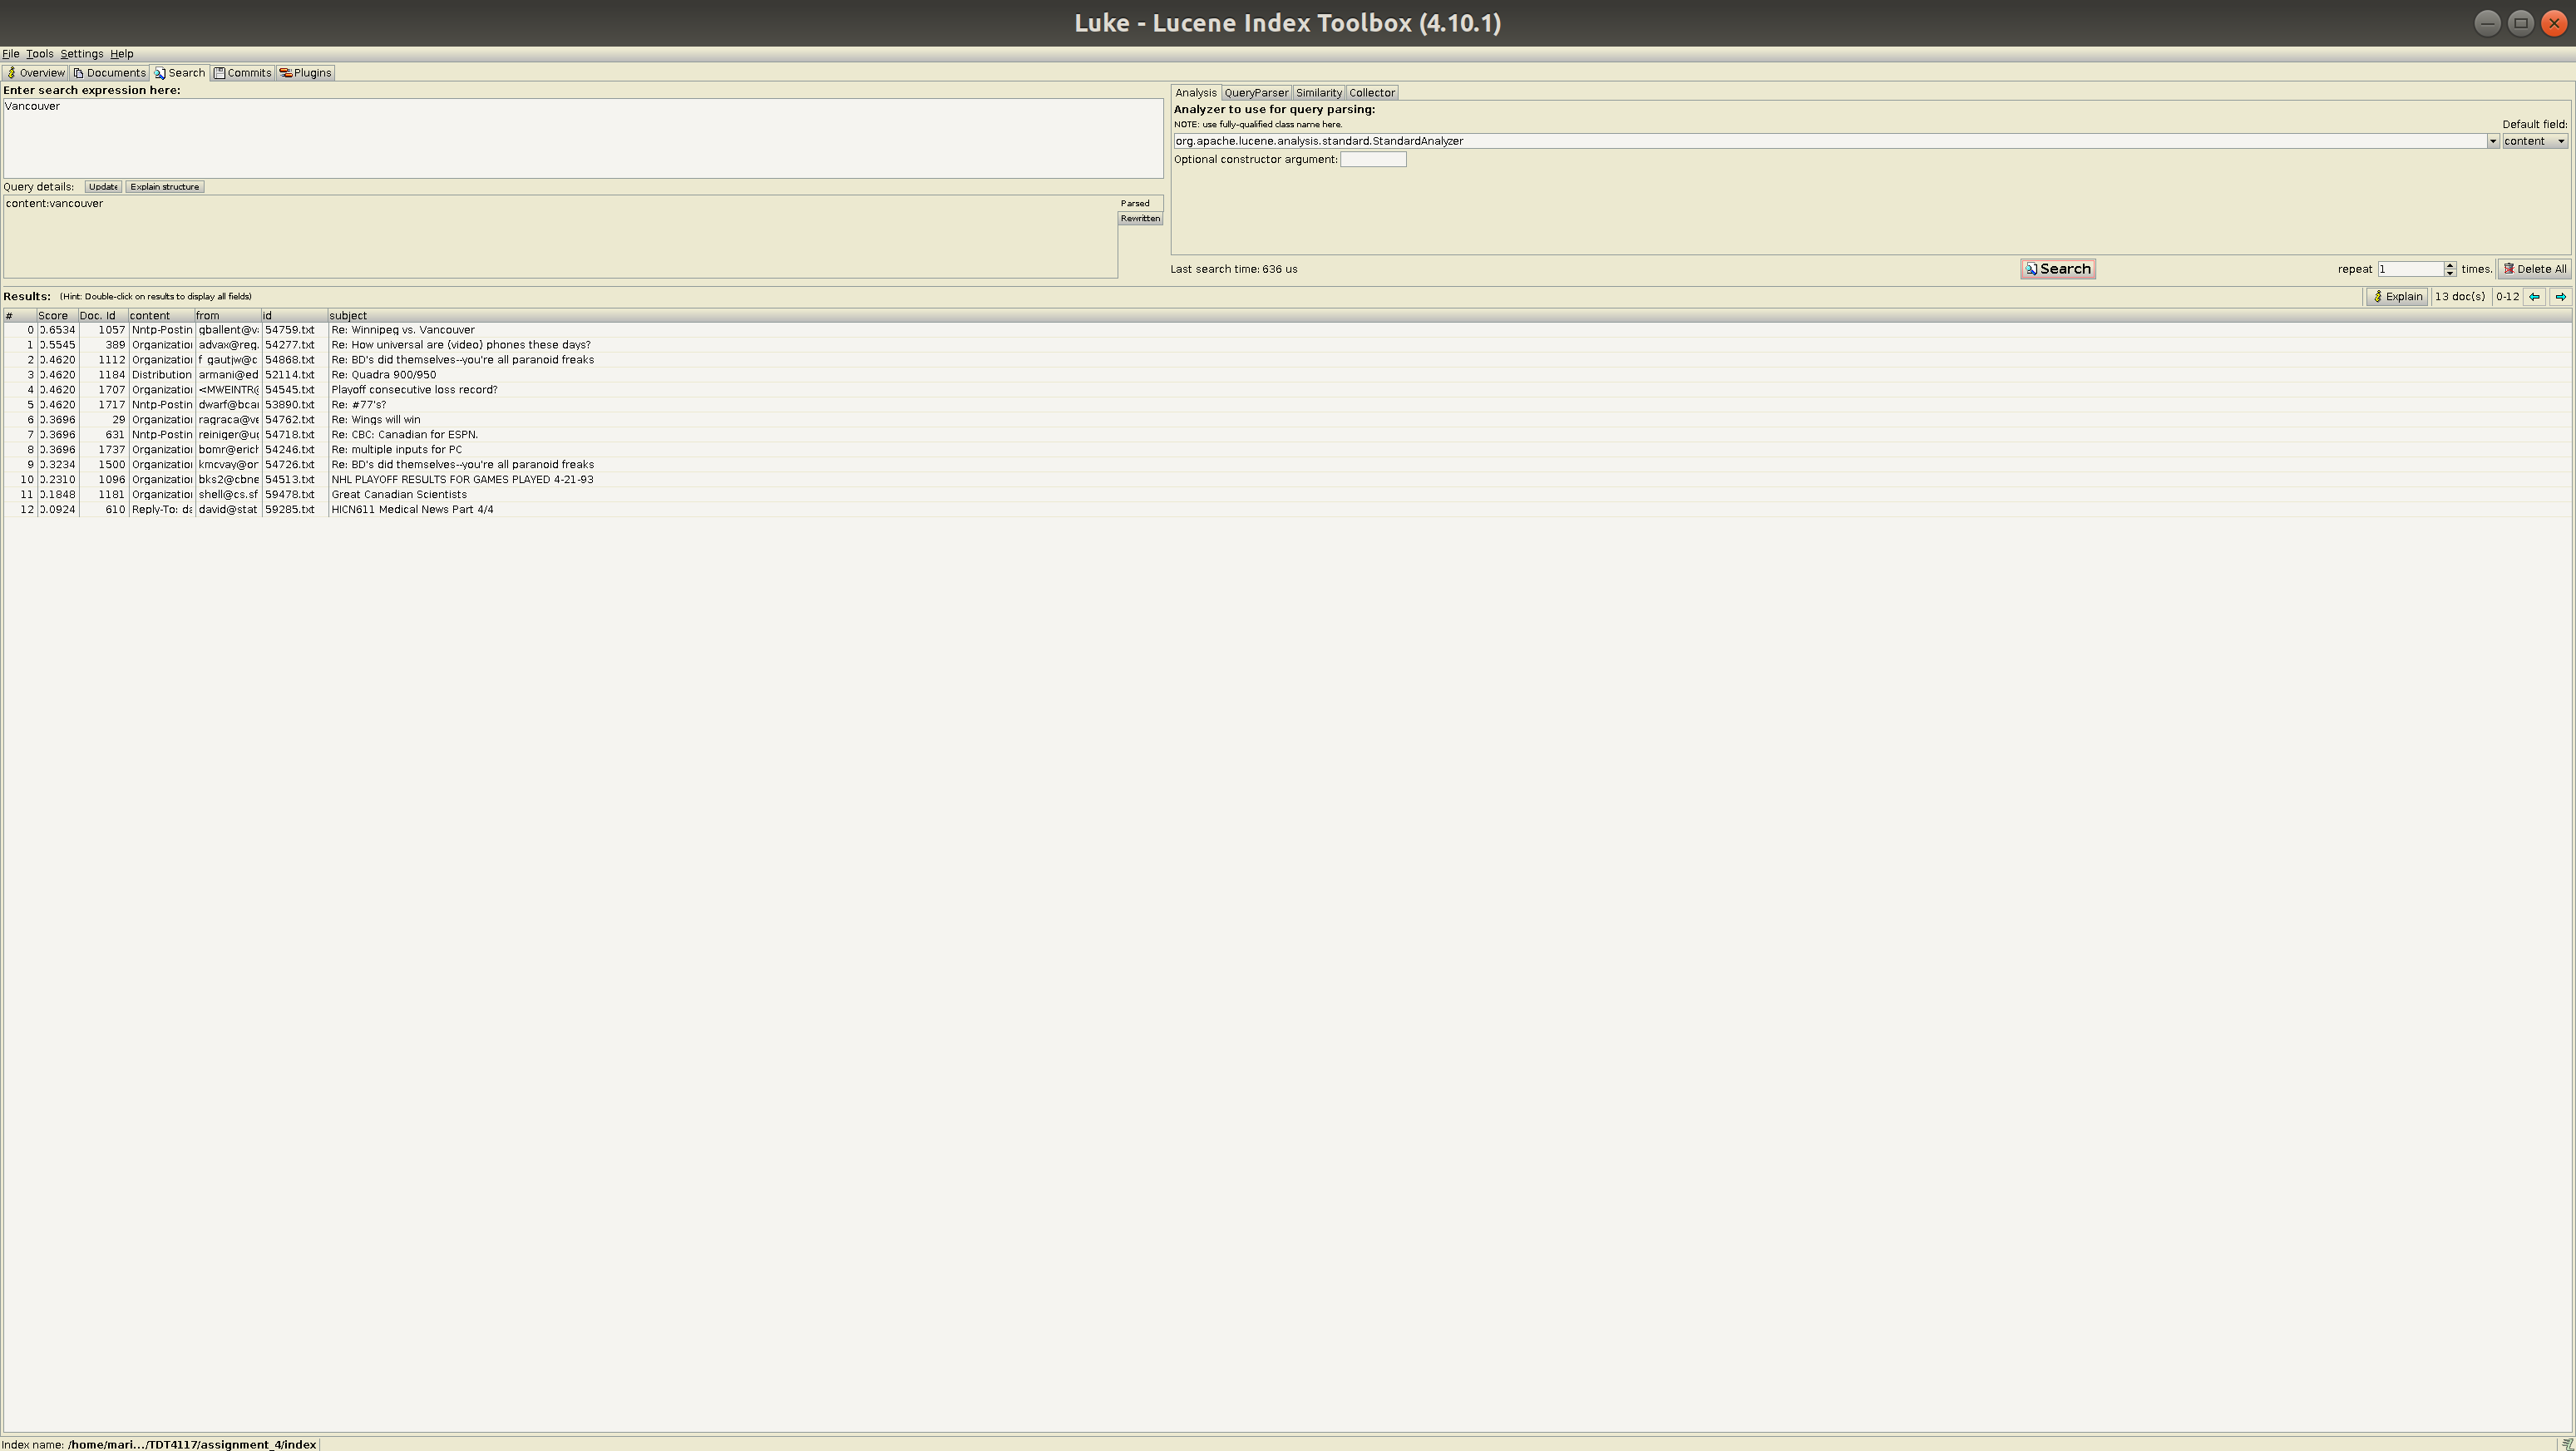 Luke - Lucene Index Toolbox (4.10.1)
File Tools Settings Help
Overview Documents Search Commits Plugins
Enter search expression here:
Vancouver
Query details: Update Explain structure
content:vancouver
Parsed
Rewritten
Analysis QueryParser Similarity Collector
Analyzer to use for query parsing:
NOTE: use fully-qualified class name here.
Default field:
org.apache.lucene.analysis.standard.StandardAnalyzer content
Optional constructor argument:
Last search time: 636 us Search repeat 1 times. Delete All
Results: (Hint: Double-click on results to display all fields) Explain 13 doc(s) 0-12
# Score Doc. Id content from id subject
0 0.6534 1057 Nntp-Postin gballent@v 54759.txt Re: Winnipeg vs. Vancouver
1 0.5545 389 Organization advax@reg. 54277.txt Re: How universal are (video) phones these days?
2 0.4620 1112 Organization f_gautjw@c 54868.txt Re: BD's did themselves--you're all paranoid freaks
3 0.4620 1184 Distribution armani@ed 52114.txt Re: Quadra 900/950
4 0.4620 1707 Organization <MWEINTR@ 54545.txt Playoff consecutive loss record?
5 0.4620 1717 Nntp-Postin dwarf@bca 53890.txt Re: #77's?
6 0.3696 29 Organization ragraca@ve 54762.txt Re: Wings will win
7 0.3696 631 Nntp-Postin reiniger@u 54718.txt Re: CBC: Canadian for ESPN.
8 0.3696 1737 Organization bomr@erich 54246.txt Re: multiple inputs for PC
9 0.3234 1500 Organization kmcvay@or 54726.txt Re: BD's did themselves--you're all paranoid freaks
10 0.2310 1096 Organization bks2@cbne 54513.txt NHL PLAYOFF RESULTS FOR GAMES PLAYED 4-21-93
11 0.1848 1181 Organization shell@cs.sf 59478.txt Great Canadian Scientists
12 0.0924 610 Reply-To: da david@stat 59285.txt HICN611 Medical News Part 4/4
Index name: /home/mari.../TDT4117/assignment_4/index